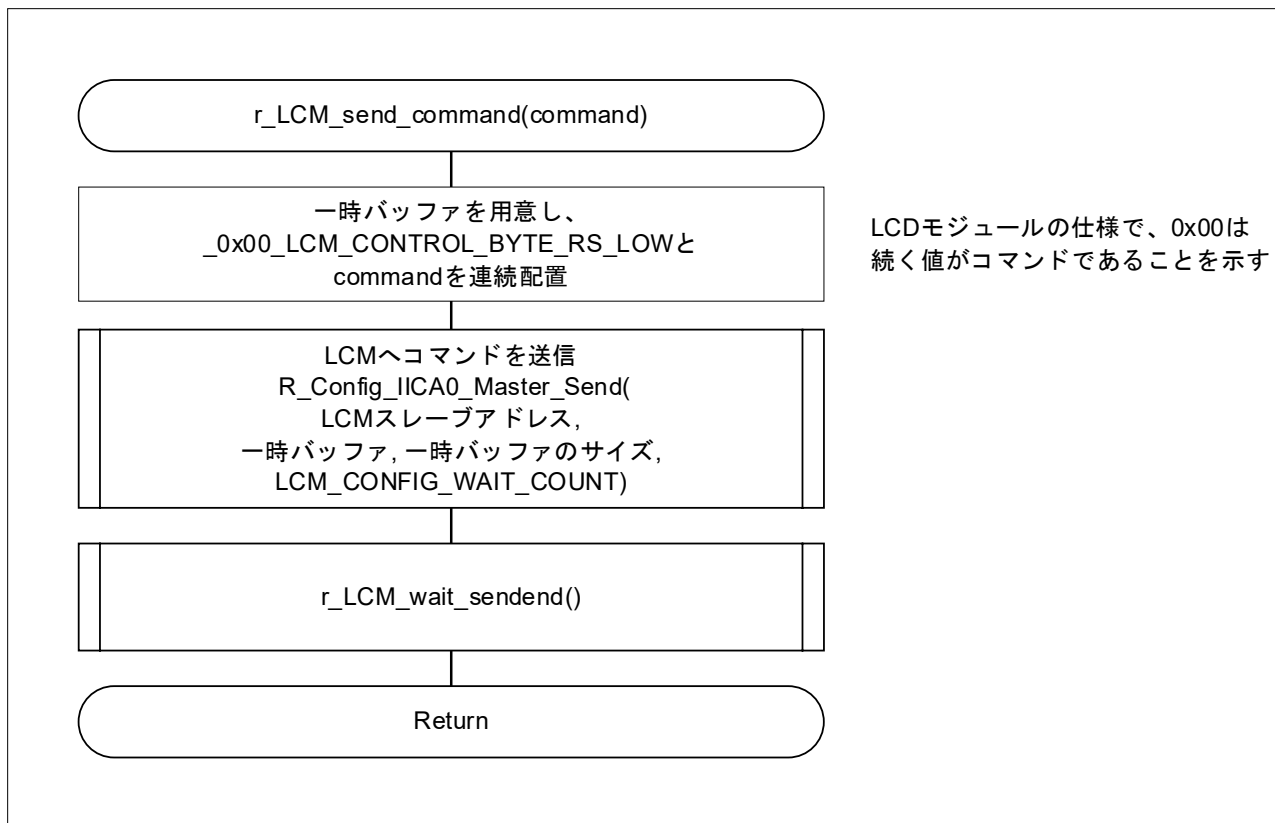 r_LCM_send_command(command)
一時バッファを用意し、
_0x00_LCM_CONTROL_BYTE_RS_LOWと
commandを連続配置
LCDモジュールの仕様で、0x00は
続く値がコマンドであることを示す
LCMへコマンドを送信
R_Config_IICA0_Master_Send(
LCMスレーブアドレス,
一時バッファ, 一時バッファのサイズ,
LCM_CONFIG_WAIT_COUNT)
r_LCM_wait_sendend()
Return